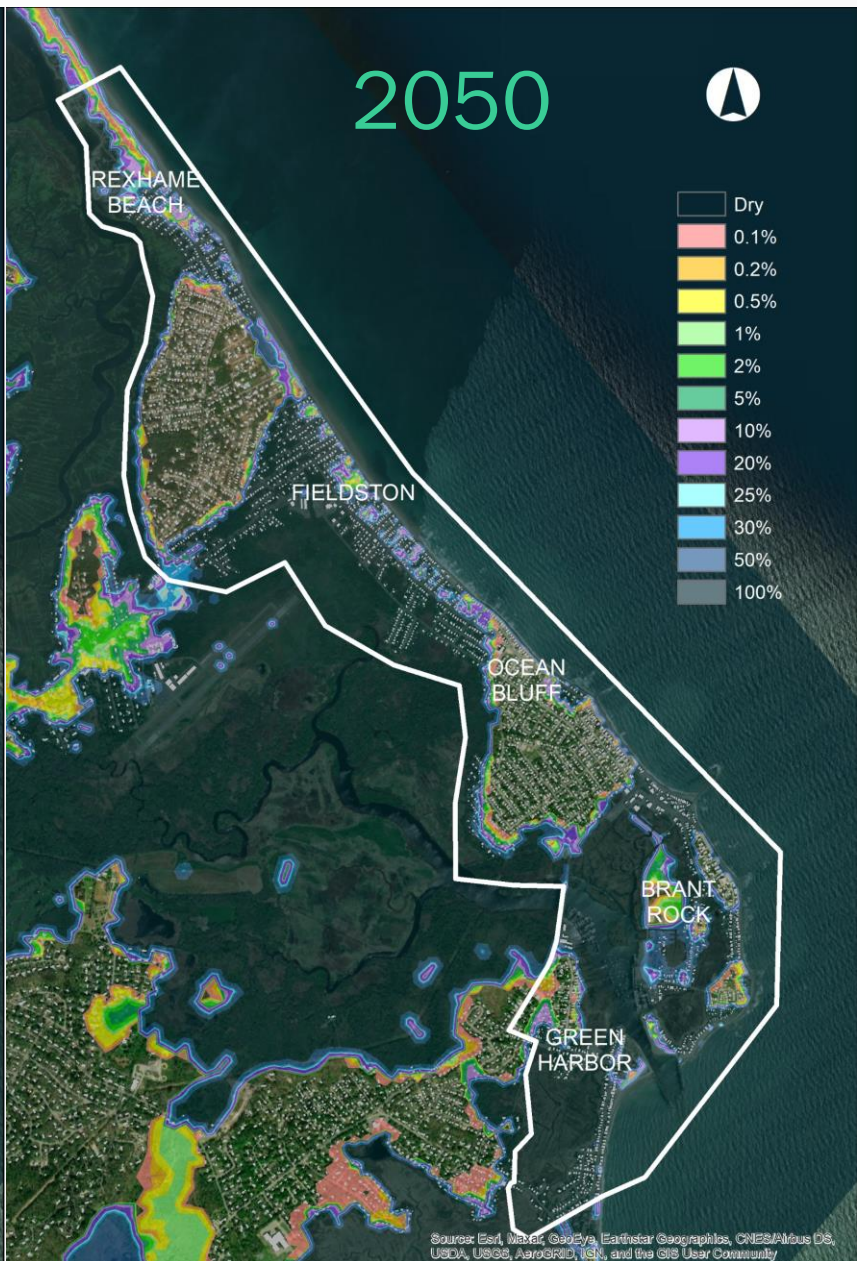 2050
REXHAME
BEACH
FIELDSTON
OCEAN
BLUFF
BRANT
ROCK
GREEN
HARBOR
Dry
0.1%
0.2%
0.5%
1%
2%
5%
10%
20%
25%
30%
50%
100%
Source: Esri, Maxar, GeoEye, Earthstar Geographics, CNES/Airbus DS,
USDA, USGS, AeroGRID, IGN, and the GIS User Community